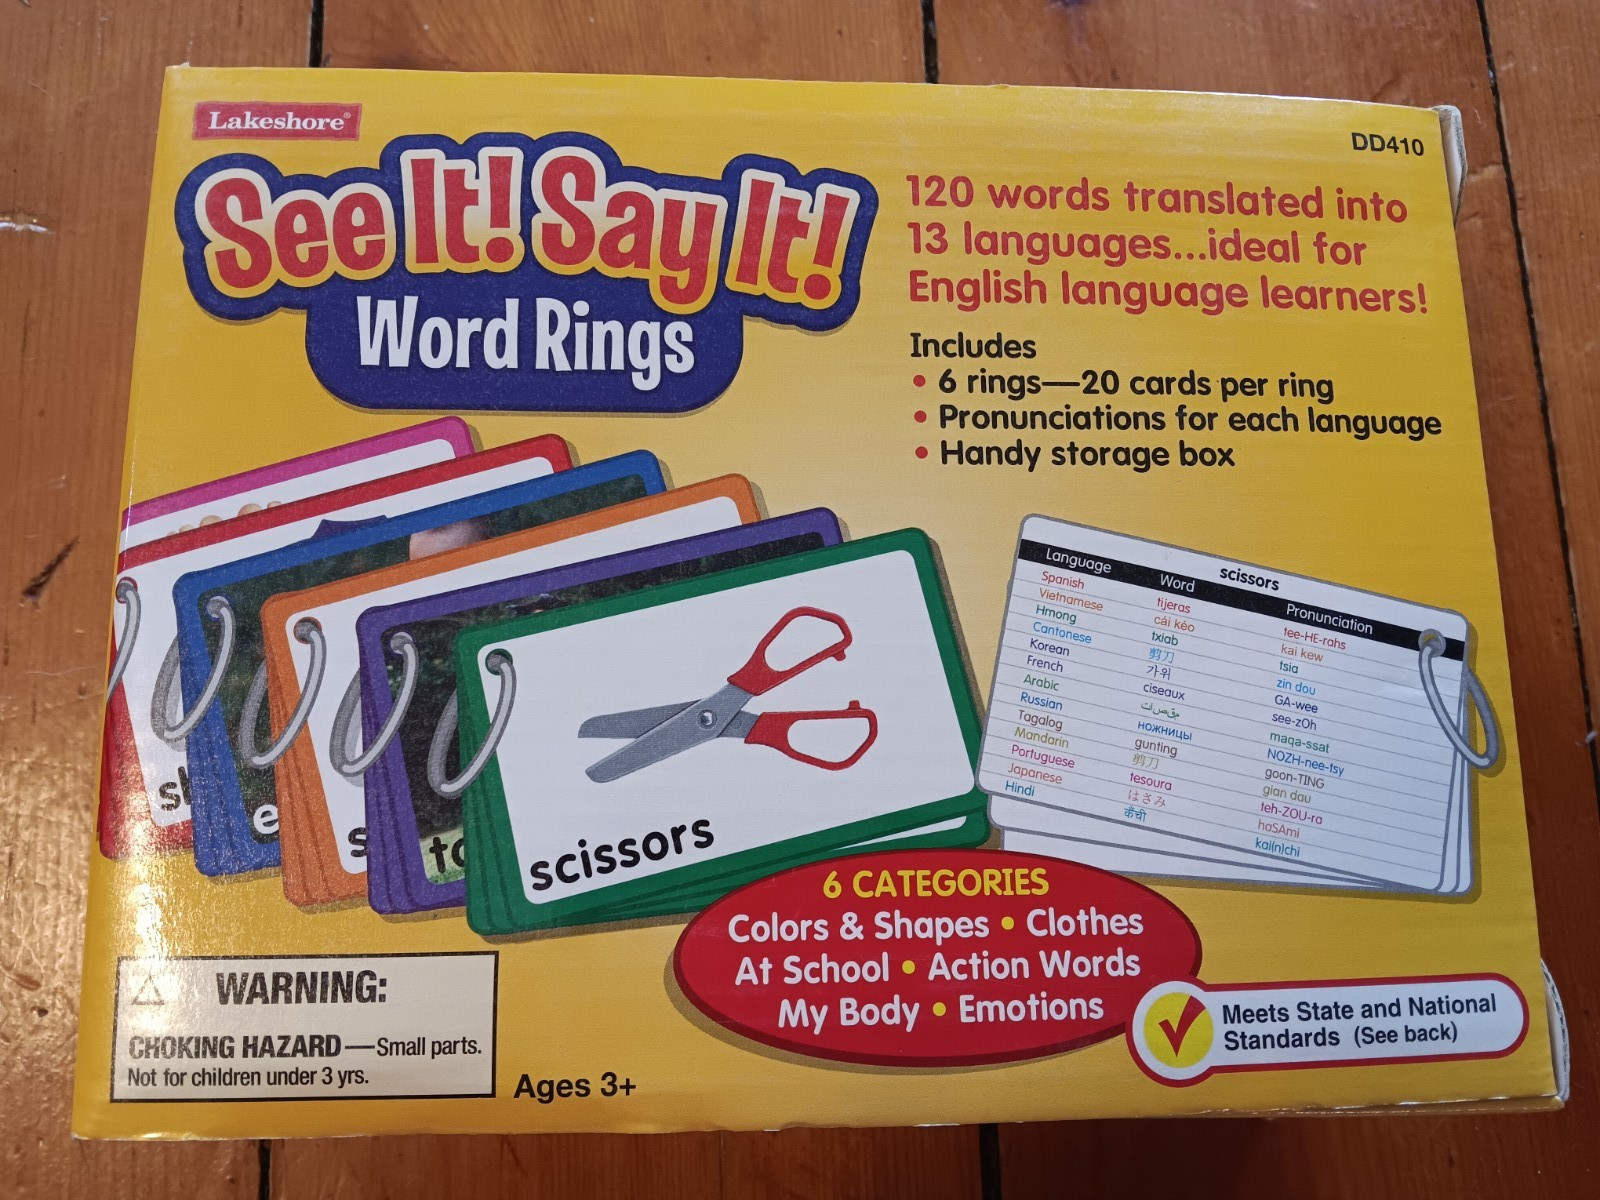 Lakeshore®
DD410
See It! Say It!
Word Rings
120 words translated into
13 languages...ideal for
English language learners!
Includes
• 6 rings—20 cards per ring
• Pronunciations for each language
• Handy storage box
scissors
scissors
Language Word Pronunciation
Spanish tijeras tee-HE-rahs
Vietnamese cái kéo kai kew
Hmong txiab tsia
Cantonese 剪刀 zin dou
Korean 가위 GA-wee
French ciseaux see-zOh
Arabic maqa-ssat
Russian ножницы NOZH-nee-tsy
Tagalog gunting goon-TING
Mandarin 剪刀 gian dau
Portuguese tesoura teh-ZOU-ra
Japanese はさみ haSAmi
Hindi कैंची kai(n)chi
6 CATEGORIES
Colors & Shapes • Clothes
At School • Action Words
My Body • Emotions
Meets State and National
Standards (See back)
WARNING:
CHOKING HAZARD—Small parts.
Not for children under 3 yrs.
Ages 3+